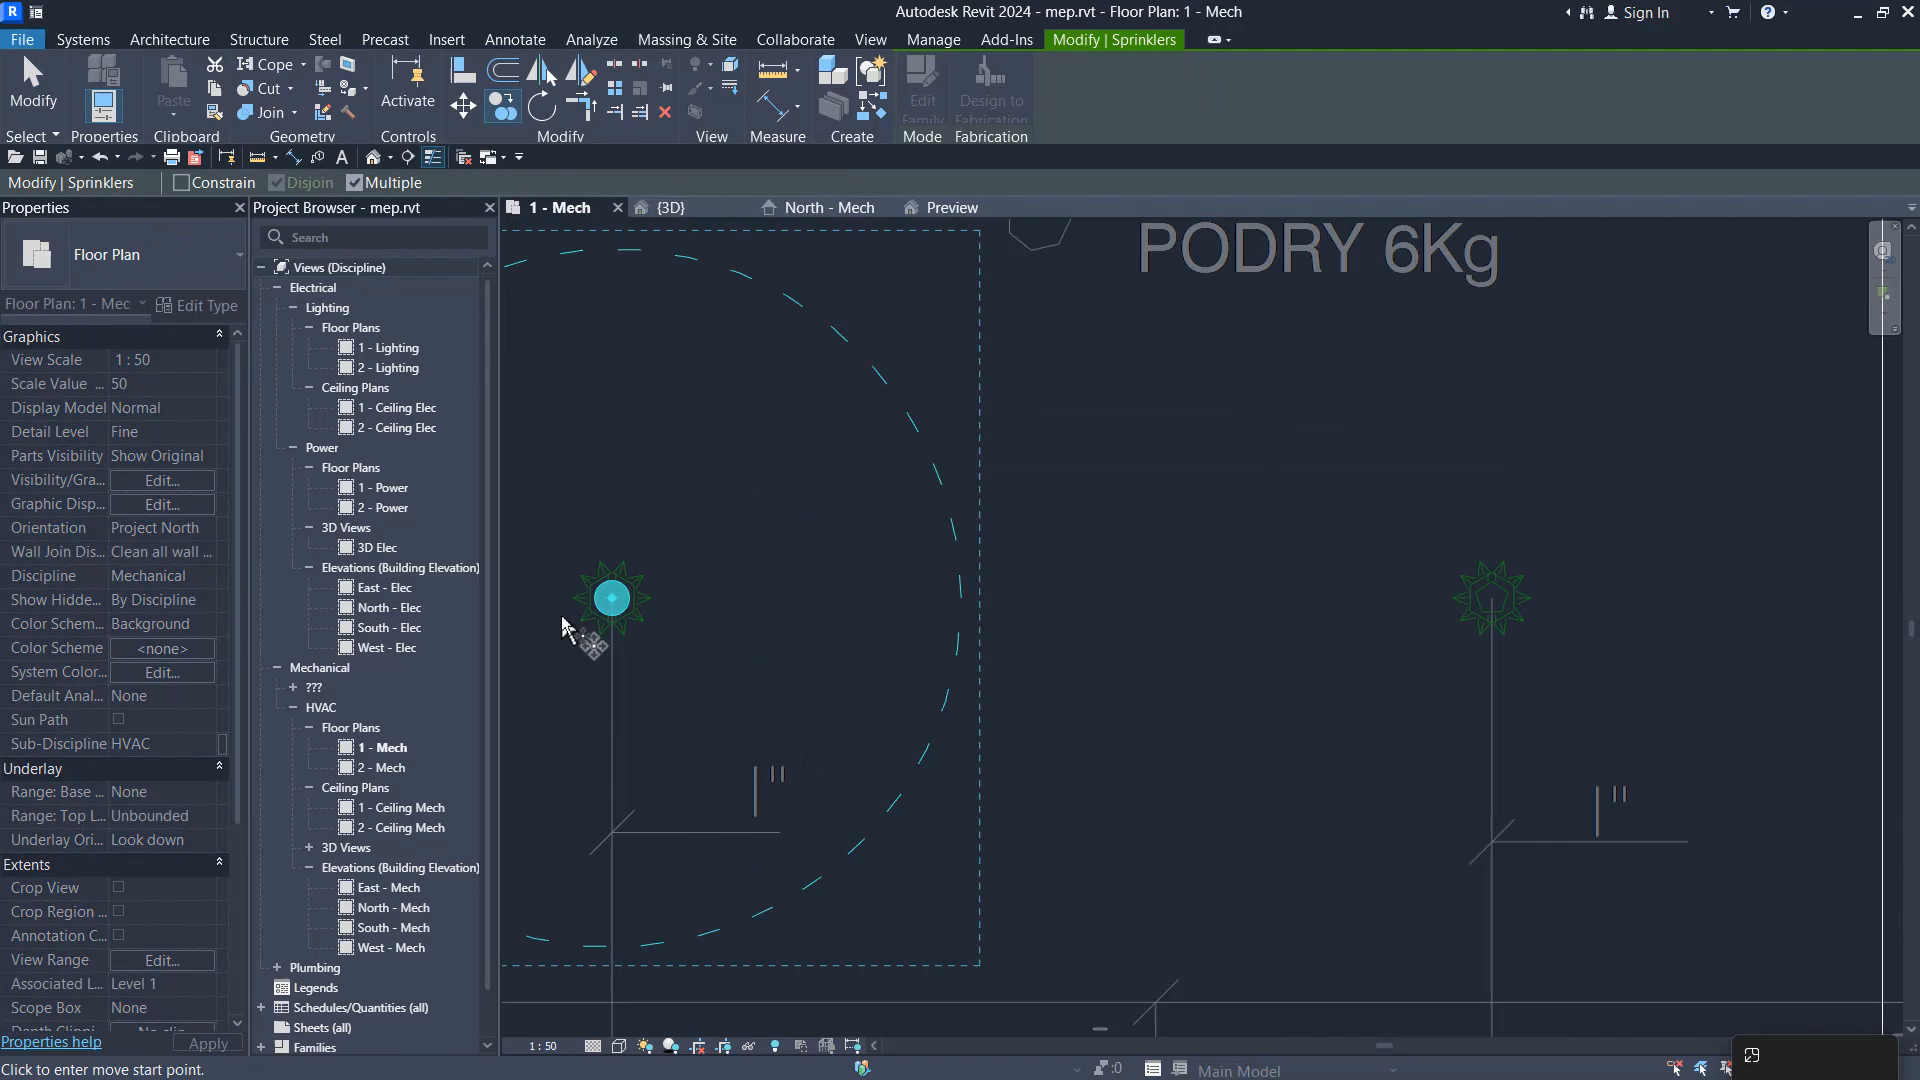 R
Autodesk Revit 2024 - mep.rvt - Floor Plan: 1 - Mech
Sign In
File Systems Architecture Structure Steel Precast Insert Annotate Analyze Massing & Site Collaborate View Manage Add-Ins Modify | Sprinklers
Modify Paste Cope Cut Join Activate Edit Family Design to Fabrication
Select Properties Clipboard Geometry Controls Modify View Measure Create Mode Fabrication
Modify | Sprinklers Constrain Disjoin Multiple
Properties
Floor Plan
Floor Plan: 1 - Mec Edit Type
Graphics
View Scale 1 : 50
Scale Value ... 50
Display Model Normal
Detail Level Fine
Parts Visibility Show Original
Visibility/Gra... Edit...
Graphic Disp... Edit...
Orientation Project North
Wall Join Dis... Clean all wall ...
Discipline Mechanical
Show Hidde... By Discipline
Color Schem... Background
Color Scheme <none>
System Color... Edit...
Default Anal... None
Sun Path
Sub-Discipline HVAC
Underlay
Range: Base ... None
Range: Top L... Unbounded
Underlay Ori... Look down
Extents
Crop View
Crop Region ...
Annotation C...
View Range Edit...
Associated L... Level 1
Scope Box None
Properties help Apply
Project Browser - mep.rvt
Search
Views (Discipline)
Electrical
Lighting
Floor Plans
1 - Lighting
2 - Lighting
Ceiling Plans
1 - Ceiling Elec
2 - Ceiling Elec
Power
Floor Plans
1 - Power
2 - Power
3D Views
3D Elec
Elevations (Building Elevation)
East - Elec
North - Elec
South - Elec
West - Elec
Mechanical
???
HVAC
Floor Plans
1 - Mech
2 - Mech
Ceiling Plans
1 - Ceiling Mech
2 - Ceiling Mech
3D Views
Elevations (Building Elevation)
East - Mech
North - Mech
South - Mech
West - Mech
Plumbing
Legends
Schedules/Quantities (all)
Sheets (all)
Families
1 - Mech {3D} North - Mech Preview
PODRY 6Kg
1 : 50
Click to enter move start point.
:0 Main Model